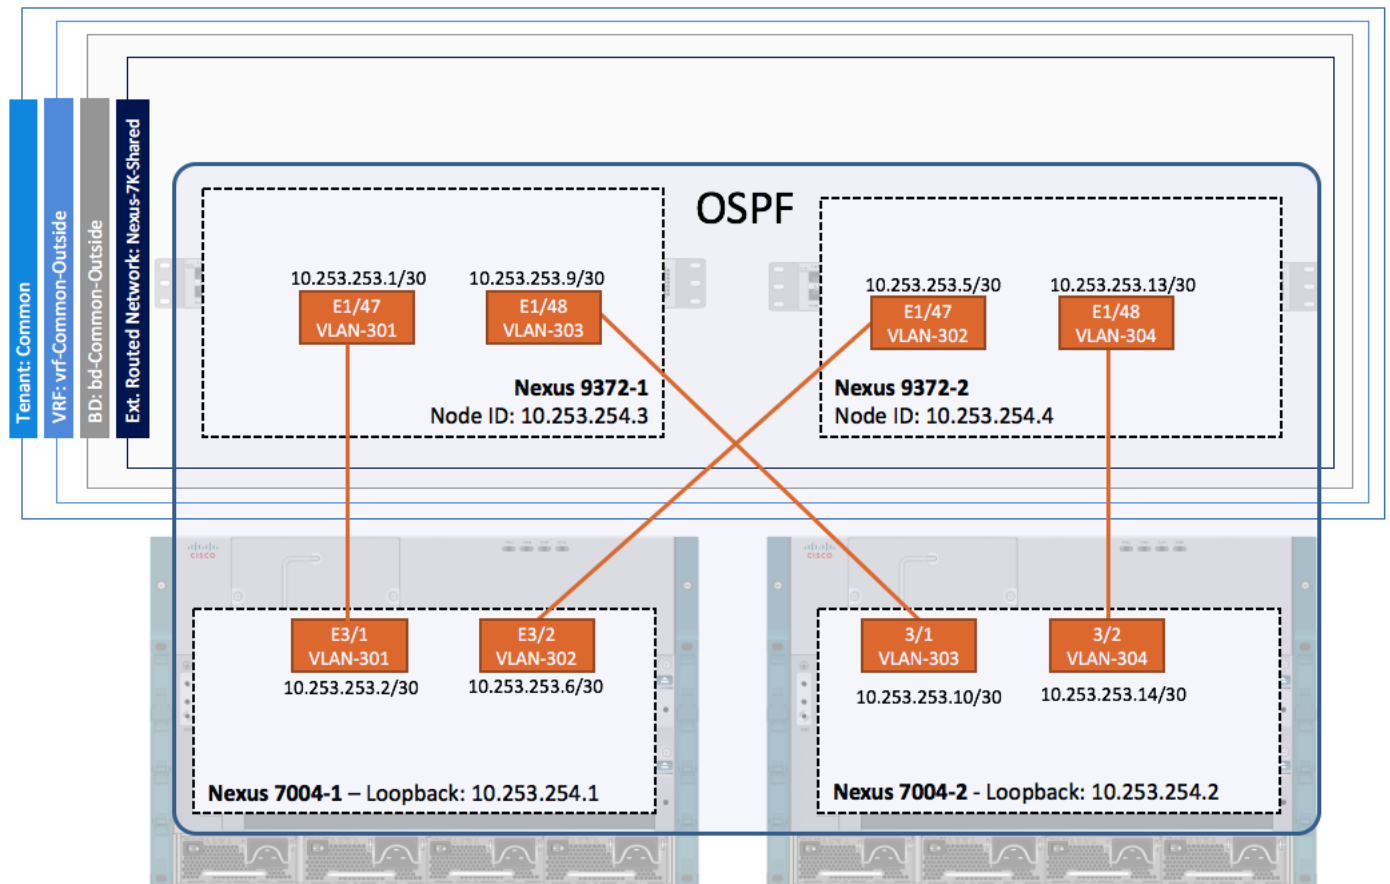 Tenant: Common
VRF: vrf-Common-Outside
BD: bd-Common-Outside
Ext. Routed Network: Nexus-7K-Shared
OSPF
10.253.253.1/30
E1/47
VLAN-301
10.253.253.9/30
E1/48
VLAN-303
Nexus 9372-1
Node ID: 10.253.254.3
10.253.253.5/30
E1/47
VLAN-302
10.253.253.13/30
E1/48
VLAN-304
Nexus 9372-2
Node ID: 10.253.254.4
CISCO
E3/1
VLAN-301
10.253.253.2/30
E3/2
VLAN-302
10.253.253.6/30
Nexus 7004-1 – Loopback: 10.253.254.1
CISCO
3/1
VLAN-303
10.253.253.10/30
3/2
VLAN-304
10.253.253.14/30
Nexus 7004-2 - Loopback: 10.253.254.2